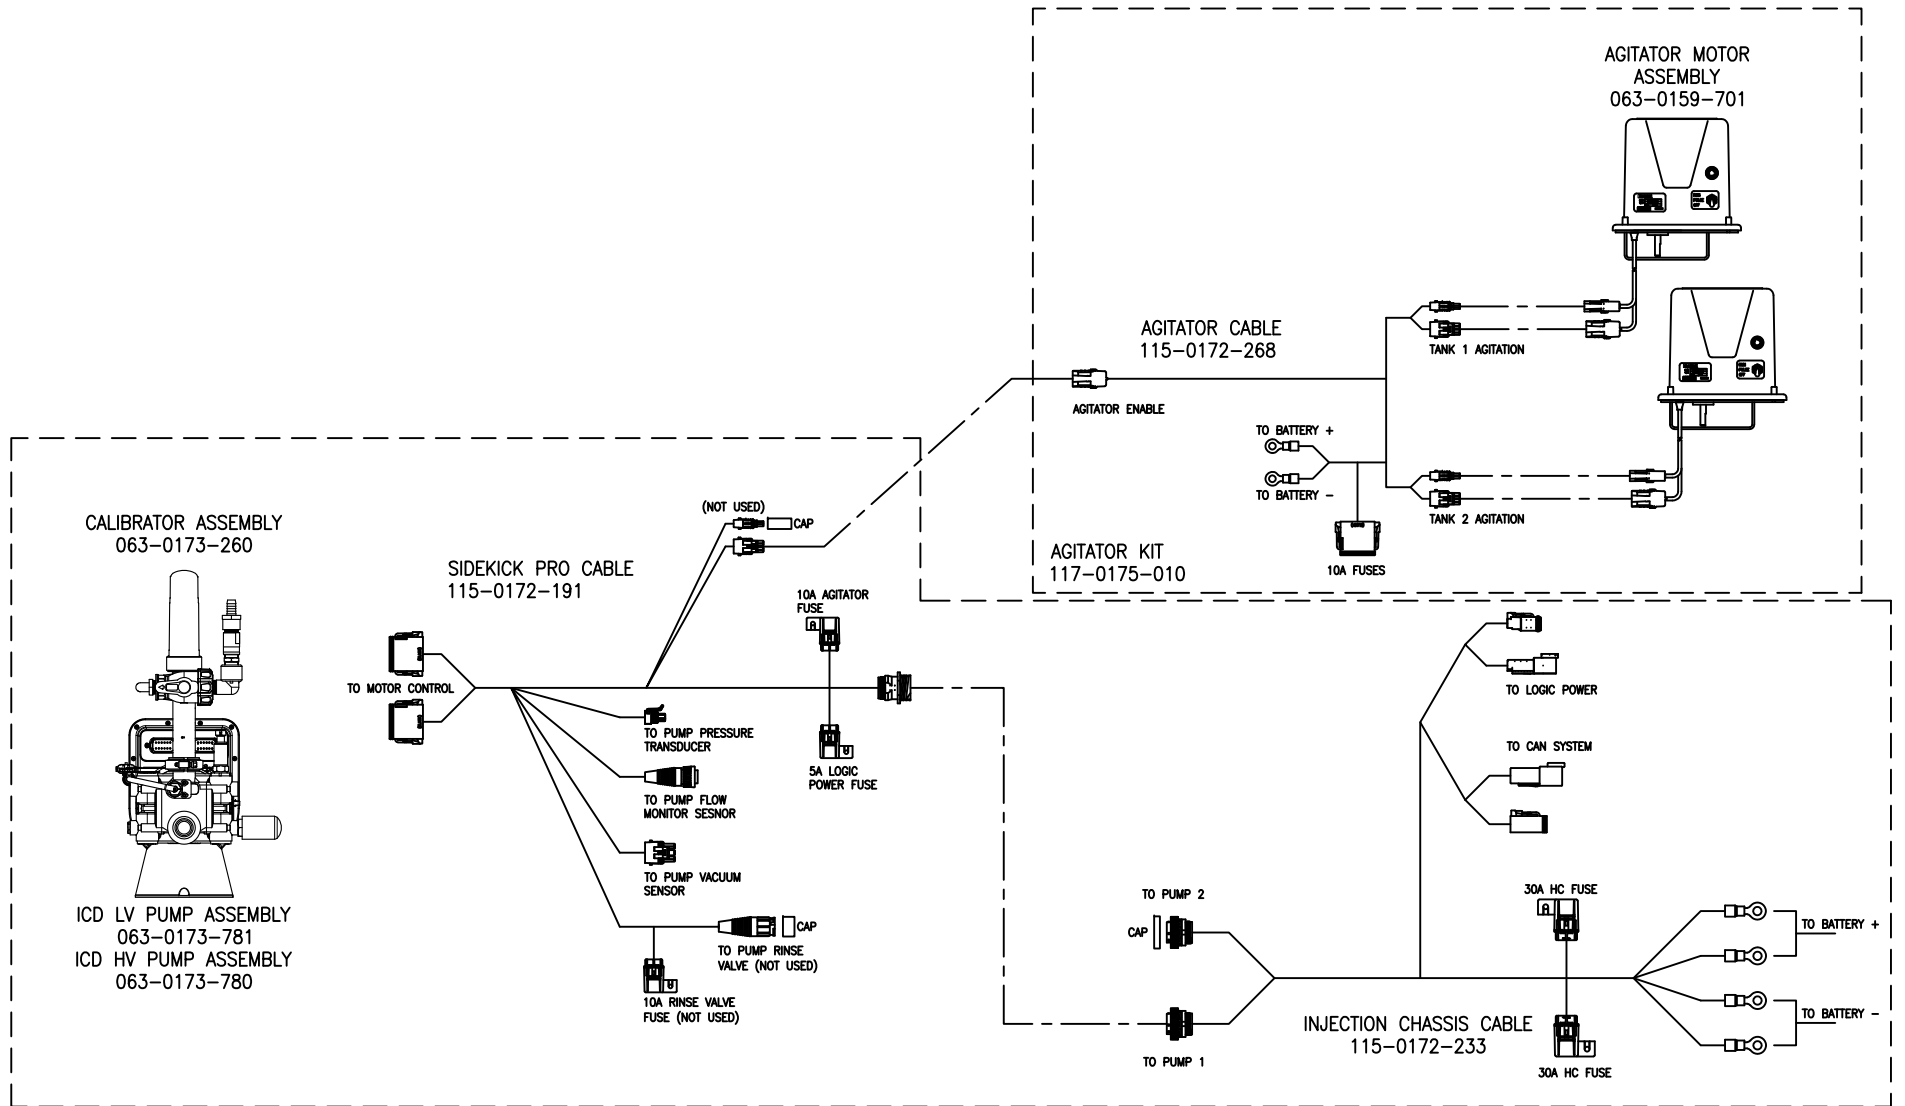 AGITATOR MOTOR
ASSEMBLY
063-0159-701
AGITATOR CABLE
115-0172-268
TANK 1 AGITATION
AGITATOR ENABLE
TO BATTERY +
TO BATTERY -
TANK 2 AGITATION
10A FUSES
AGITATOR KIT
117-0175-010
(NOT USED)
CAP
CALIBRATOR ASSEMBLY
063-0173-260
SIDEKICK PRO CABLE
115-0172-191
10A AGITATOR
FUSE
TO MOTOR CONTROL
TO PUMP PRESSURE
TRANSDUCER
5A LOGIC
POWER FUSE
TO PUMP FLOW
MONITOR SESNOR
TO PUMP VACUUM
SENSOR
CAP
TO PUMP RINSE
VALVE (NOT USED)
10A RINSE VALVE
FUSE (NOT USED)
ICD LV PUMP ASSEMBLY
063-0173-781
ICD HV PUMP ASSEMBLY
063-0173-780
TO LOGIC POWER
TO CAN SYSTEM
TO PUMP 2
CAP
30A HC FUSE
TO BATTERY +
TO BATTERY -
INJECTION CHASSIS CABLE
115-0172-233
TO PUMP 1
30A HC FUSE